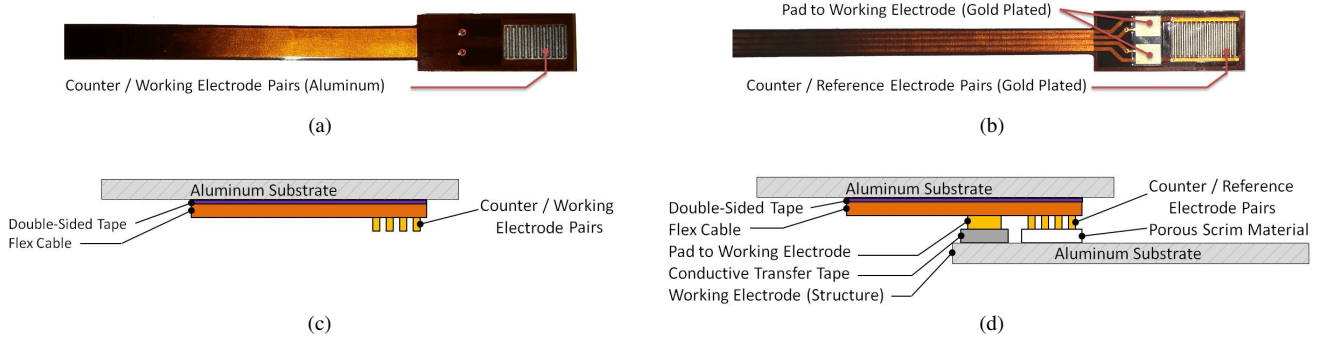 Counter / Working Electrode Pairs (Aluminum)
(a)
Pad to Working Electrode (Gold Plated)
Counter / Reference Electrode Pairs (Gold Plated)
(b)
Aluminum Substrate
Double-Sided Tape
Flex Cable
Counter / Working
Electrode Pairs
(c)
Aluminum Substrate
Double-Sided Tape
Flex Cable
Pad to Working Electrode
Conductive Transfer Tape
Working Electrode (Structure)
Counter / Reference
Electrode Pairs
Porous Scrim Material
Aluminum Substrate
(d)